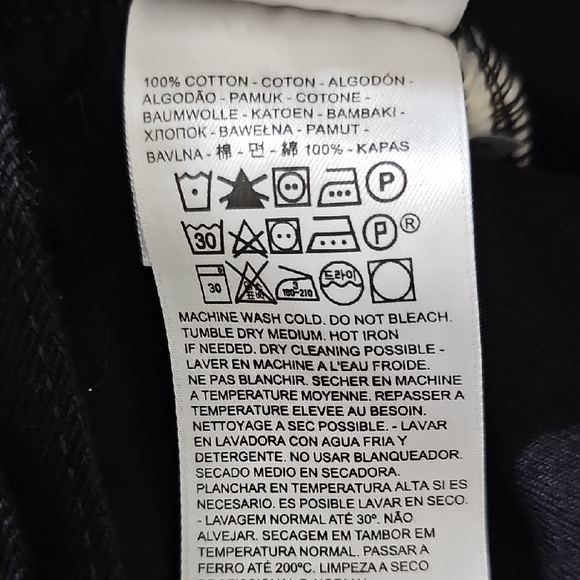 100% COTTON - COTON - ALGODÓN -
ALGODÃO - PAMUK - COTONE -
BAUMWOLLE - KATOEN - BAMBAKI -
ХЛОПОК - BAWEŁNA - PAMUT -
BAVLNA - 棉 - 면 - 綿 100% - KAPAS
P
30 P ®
30 3 180-210 드라이
MACHINE WASH COLD. DO NOT BLEACH.
TUMBLE DRY MEDIUM. HOT IRON
IF NEEDED. DRY CLEANING POSSIBLE -
LAVER EN MACHINE A L'EAU FROIDE.
NE PAS BLANCHIR. SECHER EN MACHINE
A TEMPERATURE MOYENNE. REPASSER A
TEMPERATURE ELEVEE AU BESOIN.
NETTOYAGE A SEC POSSIBLE. - LAVAR
EN LAVADORA CON AGUA FRIA Y
DETERGENTE. NO USAR BLANQUEADOR.
SECADO MEDIO EN SECADORA.
PLANCHAR EN TEMPERATURA ALTA SI ES
NECESARIO. ES POSIBLE LAVAR EN SECO.
- LAVAGEM NORMAL ATÉ 30º. NÃO
ALVEJAR. SECAGEM EM TAMBOR EM
TEMPERATURA NORMAL. PASSAR A
FERRO ATÉ 200ºC. LIMPEZA A SECO